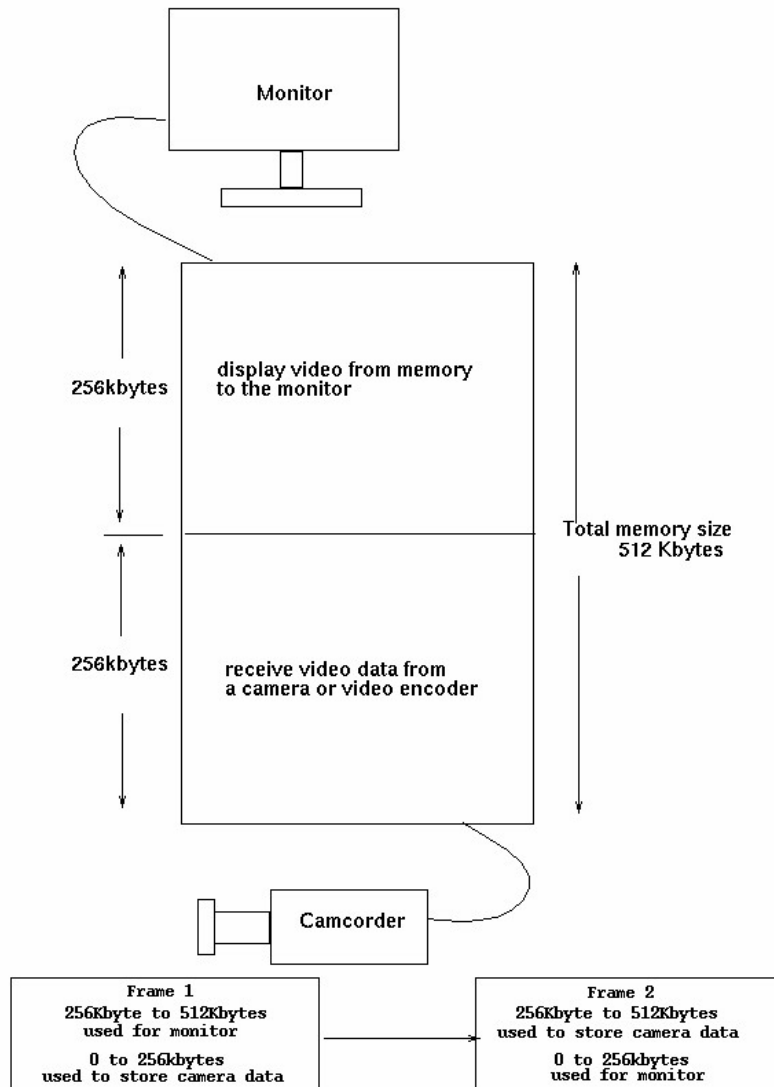 Monitor
display video from memory
to the monitor
256kbytes
Total memory size
512 Kbytes
256kbytes
receive video data from
a camera or video encoder
Camcorder
Frame 1
256Kbyte to 512Kbytes
used for monitor
0 to 256kbytes
used to store camera data
Frame 2
256Kbyte to 512Kbytes
used to store camera data
0 to 256kbytes
used for monitor